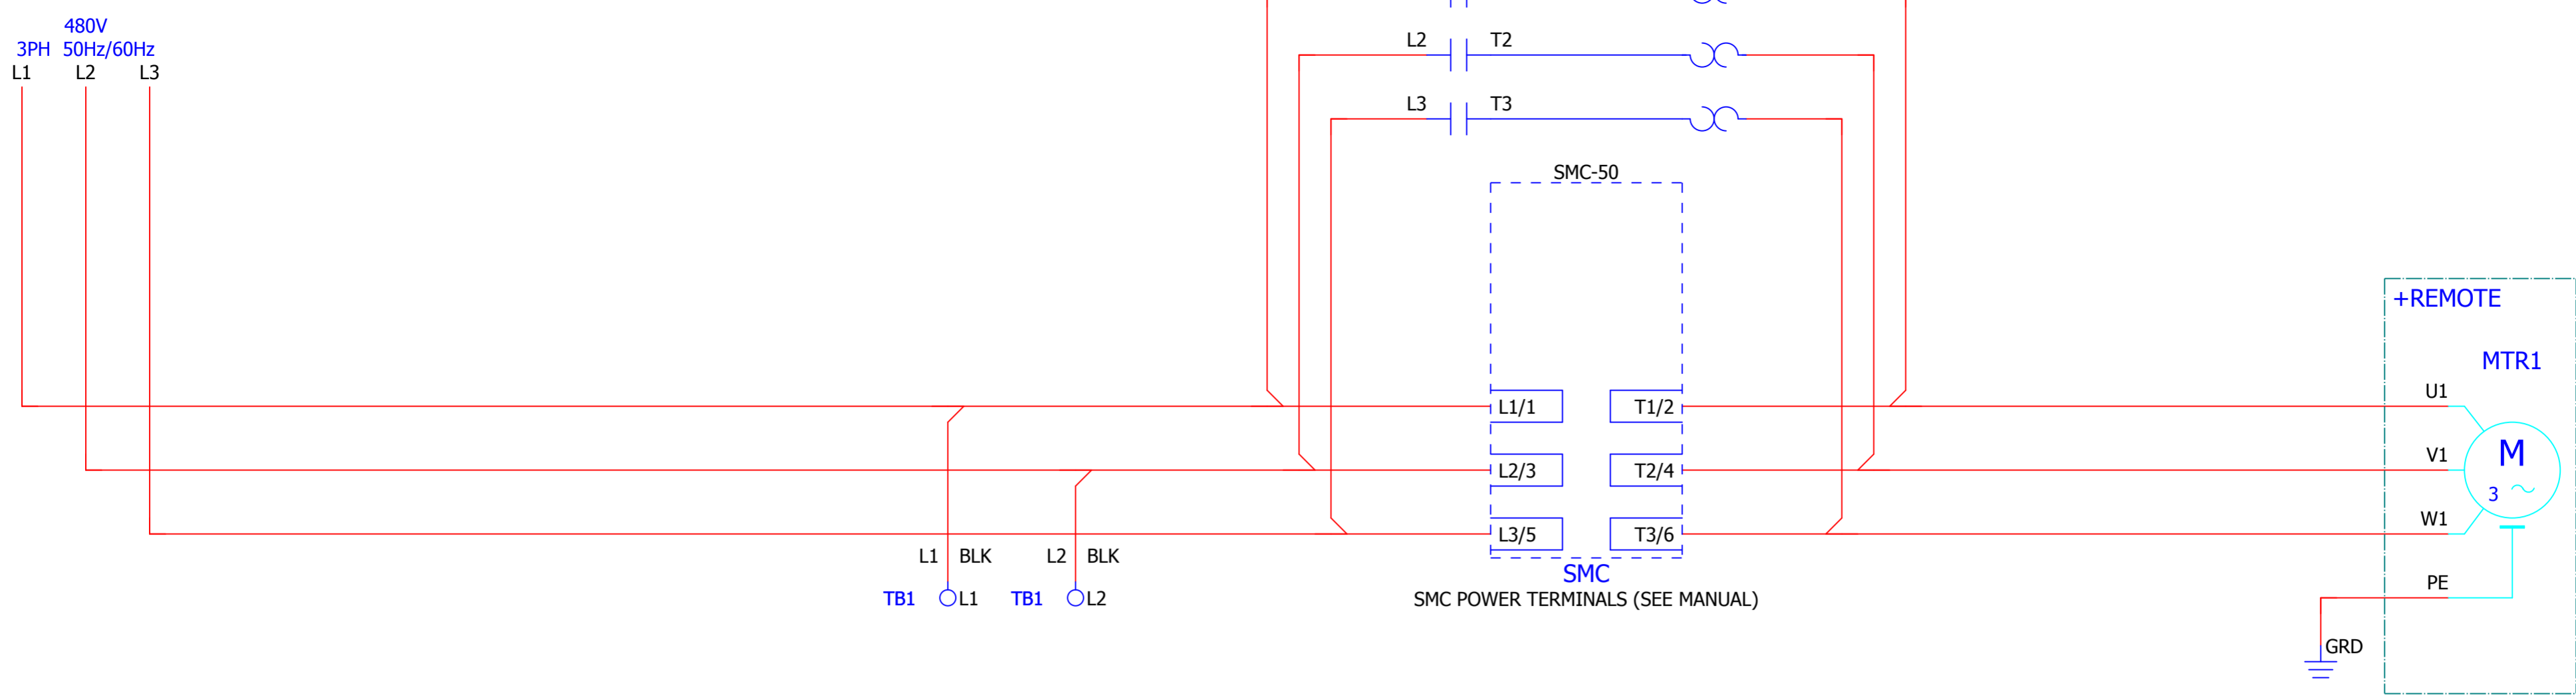 480V
3PH 50Hz/60Hz
L1 L2 L3
L2 T2
L3 T3
SMC-50
+REMOTE
MTR1
U1
L1/1 T1/2
V1
M
L2/3 T2/4
3
W1
L3/5 T3/6
L1 BLK L2 BLK
SMC
PE
TB1 L1 TB1 L2
SMC POWER TERMINALS (SEE MANUAL)
GRD